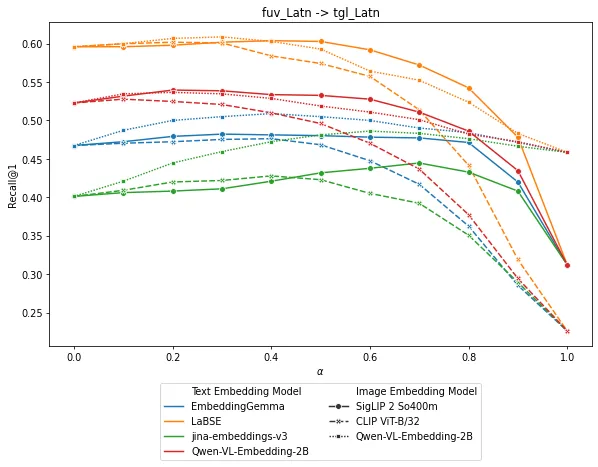 fuv_Latn -> tgl_Latn
Recall@1
0.60
0.55
0.50
0.45
0.40
0.35
0.30
0.25
0.0 0.2 0.4 0.6 0.8 1.0
α
Text Embedding Model
EmbeddingGemma
LaBSE
jina-embeddings-v3
Qwen-VL-Embedding-2B
Image Embedding Model
SigLIP 2 So400m
CLIP ViT-B/32
Qwen-VL-Embedding-2B